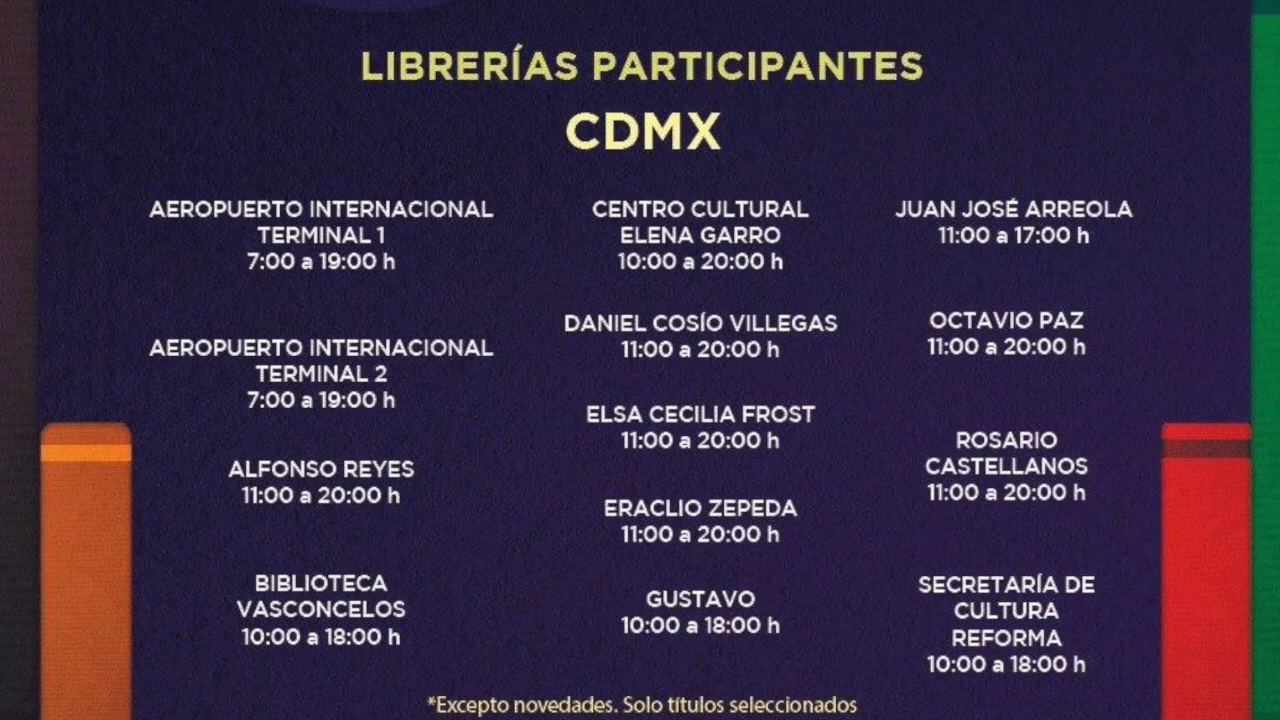 LIBRERÍAS PARTICIPANTES
CDMX
AEROPUERTO INTERNACIONAL
TERMINAL 1
7:00 a 19:00 h
AEROPUERTO INTERNACIONAL
TERMINAL 2
7:00 a 19:00 h
ALFONSO REYES
11:00 a 20:00 h
BIBLIOTECA
VASCONCELOS
10:00 a 18:00 h
CENTRO CULTURAL
ELENA GARRO
10:00 a 20:00 h
DANIEL COSÍO VILLEGAS
11:00 a 20:00 h
ELSA CECILIA FROST
11:00 a 20:00 h
ERACLIO ZEPEDA
11:00 a 20:00 h
GUSTAVO
10:00 a 18:00 h
JUAN JOSÉ ARREOLA
11:00 a 17:00 h
OCTAVIO PAZ
11:00 a 20:00 h
ROSARIO
CASTELLANOS
11:00 a 20:00 h
SECRETARÍA DE
CULTURA
REFORMA
10:00 a 18:00 h
*Excepto novedades. Solo títulos seleccionados